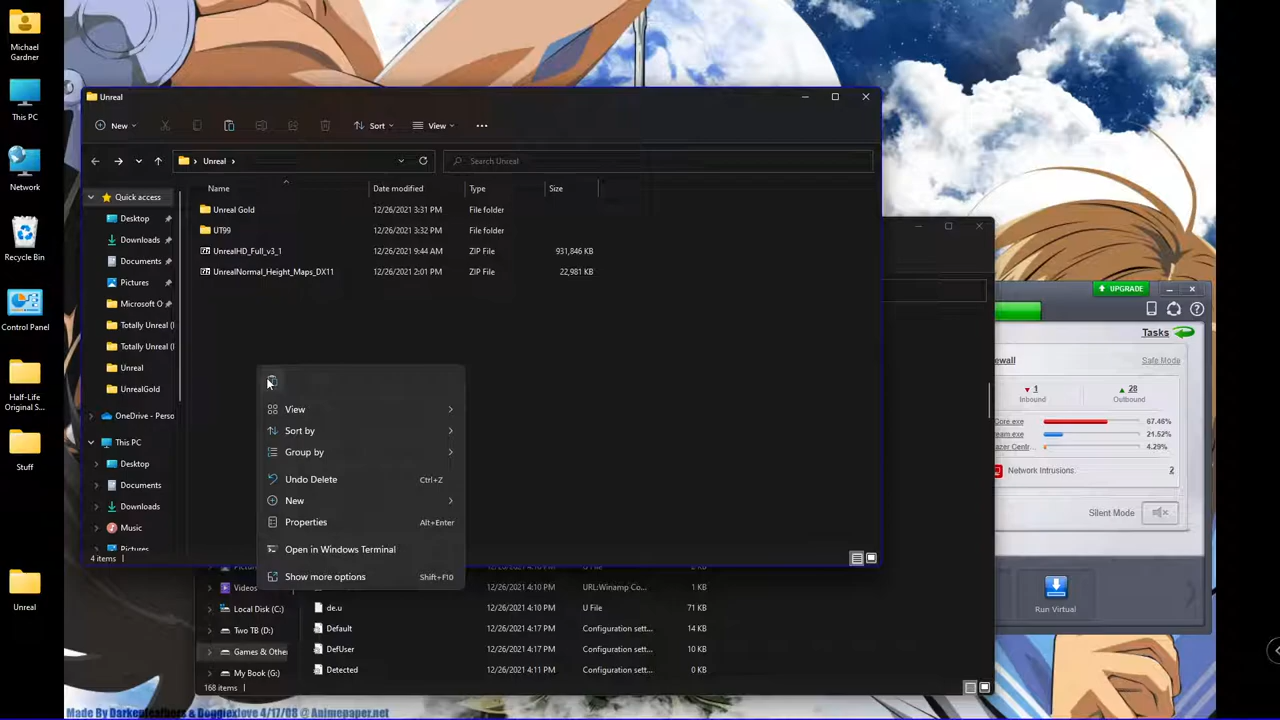 Michael
Gardner
This PC
Network
Recycle Bin
Control Panel
Half-Life
Original S...
Stuff
Unreal
Unreal
New
Sort
View
Unreal
Search Unreal
Name
Date modified
Type
Size
Unreal Gold
12/26/2021 3:31 PM
File folder
UT99
12/26/2021 3:32 PM
File folder
UnrealHD_Full_v3_1
12/26/2021 9:44 AM
ZIP File
931,846 KB
UnrealNormal_Height_Maps_DX11
12/26/2021 2:01 PM
ZIP File
22,981 KB
Quick access
Desktop
Downloads
Documents
Pictures
Microsoft O
Totally Unreal (
Totally Unreal (
Unreal
UnrealGold
OneDrive - Perso
This PC
Desktop
Documents
Downloads
Music
Pictures
4 items
View
Sort by
Group by
Undo Delete Ctrl+Z
New
Properties Alt+Enter
Open in Windows Terminal
Show more options Shift+F10
Videos
Local Disk (C:)
Two TB (D:)
Games & Othe
My Book (G:)
168 items
12/26/2021 4:10 PM
URL:Winamp Co...
1 KB
de.u
12/26/2021 4:10 PM
U File
71 KB
Default
12/26/2021 4:17 PM
Configuration sett...
14 KB
DefUser
12/26/2021 4:17 PM
Configuration sett...
10 KB
Detected
12/26/2021 4:11 PM
Configuration sett...
0 KB
UPGRADE
Tasks
ewall
Safe Mode
1
Inbound
28
Outbound
Core.exe
67.46%
eam.exe
21.52%
azer Centr...
4.29%
Network Intrusions:
2
Silent Mode
Run Virtual
Made By Darkenfeathers & Doggiexlove 4/17/08 @ Animepaper.net